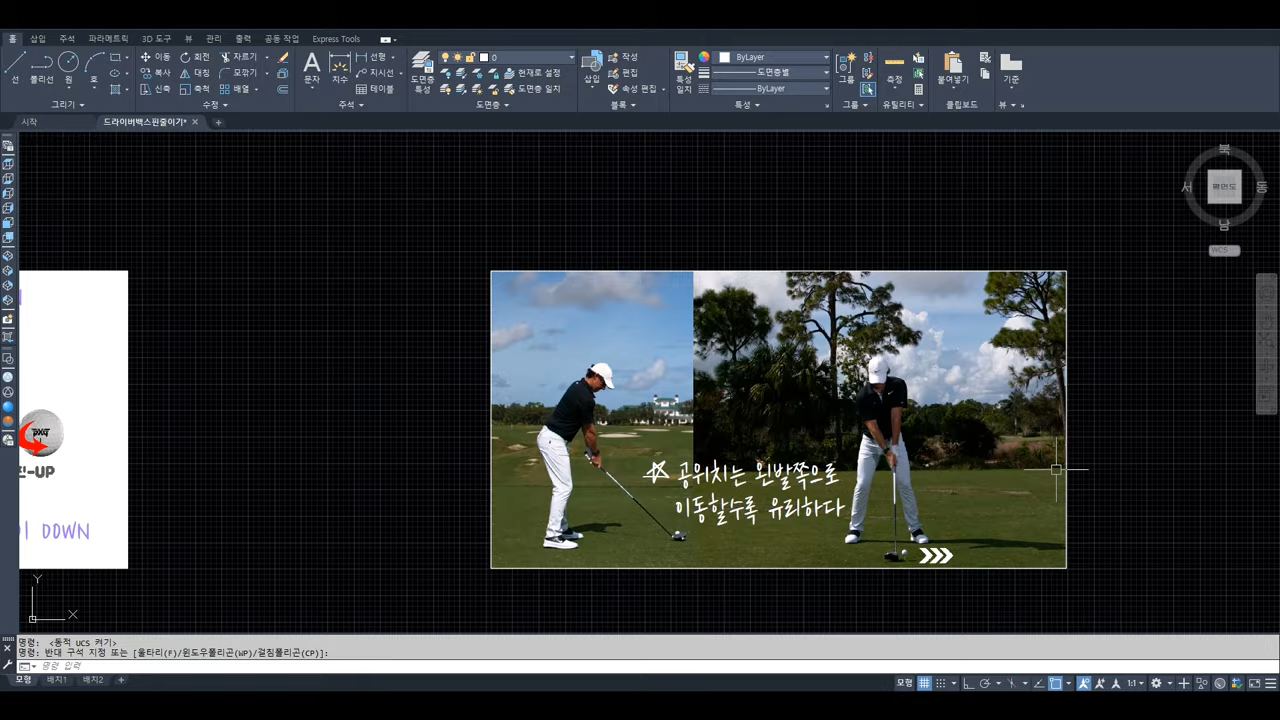 홈 삽입 주석 파라메트릭 3D 도구 뷰 관리 출력 공동 작업 Express Tools
선 폴리선 원 호
이동 회전 자르기
복사 대칭 모깎기
신축 축척 배열
문자 치수
선형
지시선
테이블
도면층 특성
0
현재로 설정
도면층 일치
삽입
작성
편집
속성 편집
특성 일치
ByLayer
도면층별
ByLayer
그룹
측정
붙여넣기
기준
그리기 수정 주석 도면층 블록 특성 그룹 유틸리티 클립보드 뷰
시작 드라이버백스핀줄이기*
북
서 평면도 동
남
WCS
PXG
-UP
DOWN
공위치는 왼발쪽으로
이동할수록 유리하다
Y
X
명령: <동적 UCS 켜기>
명령: 반대 구석 지정 또는 [울타리(F)/윈도우폴리곤(WP)/걸침폴리곤(CP)]:
명령 입력
모형 배치1 배치2 +
모형 1:1